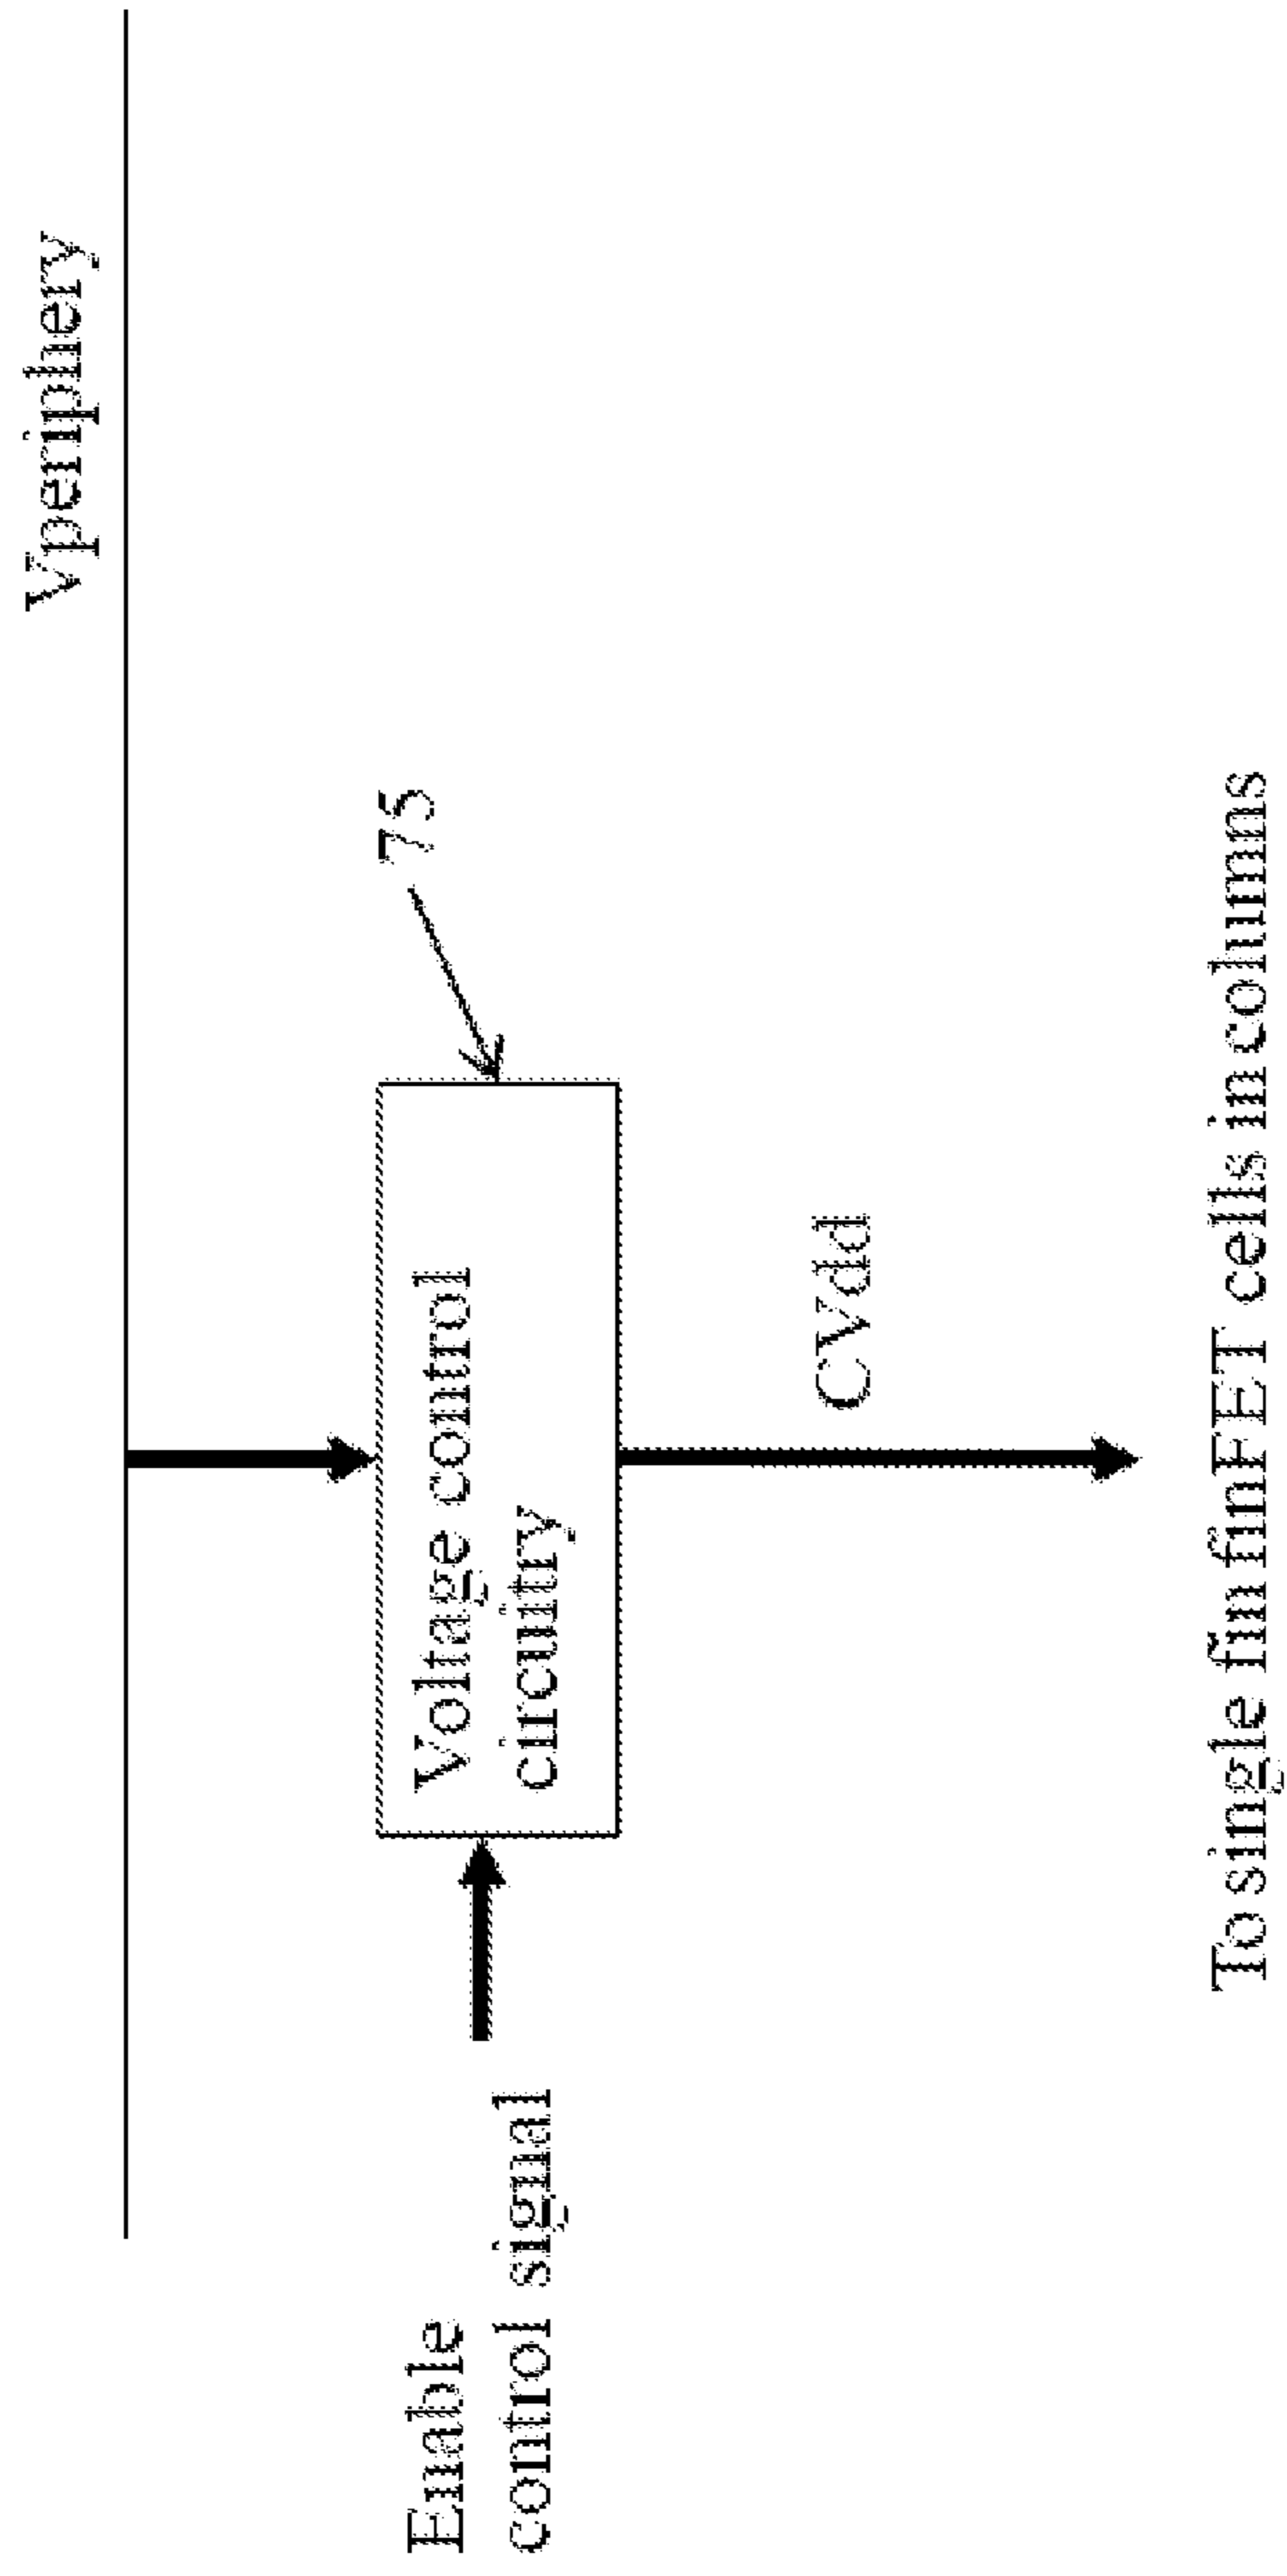 Vperiphery
75
Enable
control signal
Voltage control
circuitry
CVdd
To single fin finFET cells in columns